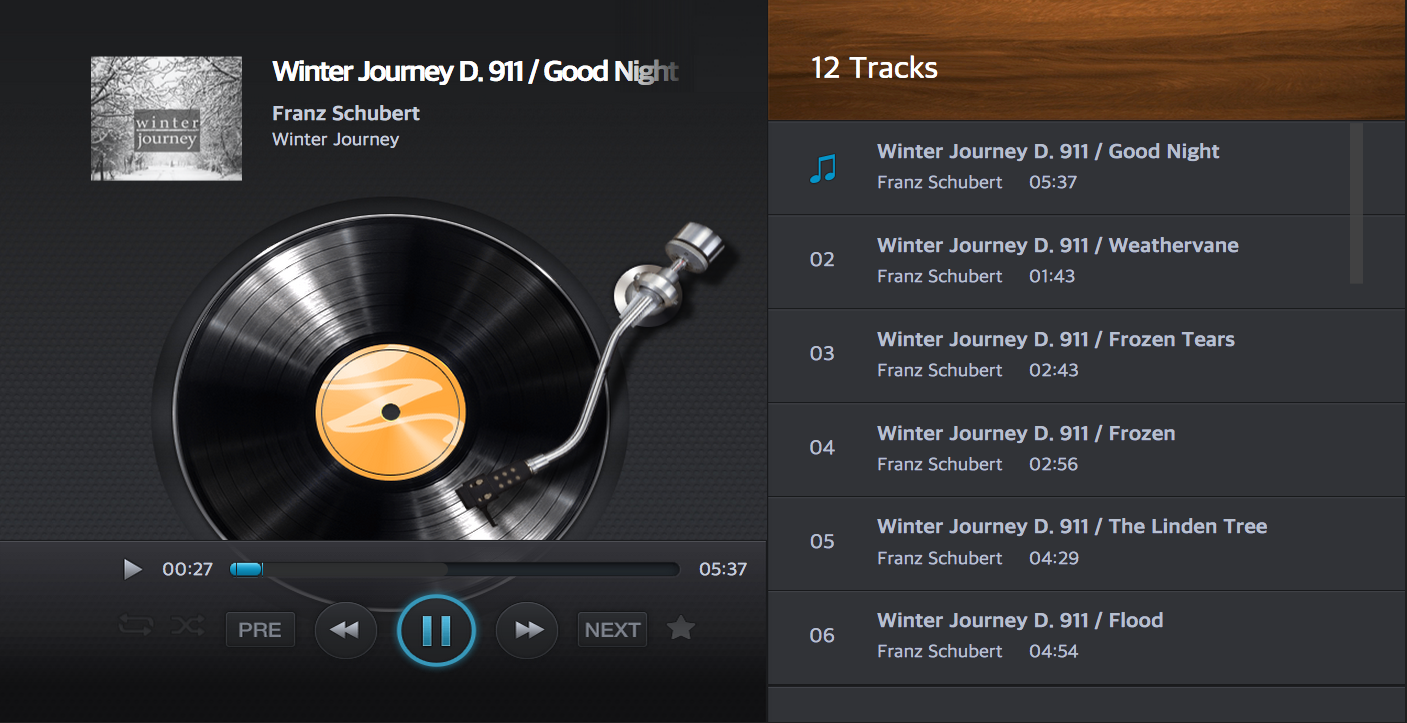 winter
journey
Winter Journey D. 911 / Good Night
Franz Schubert
Winter Journey
00:27
05:37
PRE
NEXT
12 Tracks
Winter Journey D. 911 / Good Night
Franz Schubert 05:37
02
Winter Journey D. 911 / Weathervane
Franz Schubert 01:43
03
Winter Journey D. 911 / Frozen Tears
Franz Schubert 02:43
04
Winter Journey D. 911 / Frozen
Franz Schubert 02:56
05
Winter Journey D. 911 / The Linden Tree
Franz Schubert 04:29
06
Winter Journey D. 911 / Flood
Franz Schubert 04:54